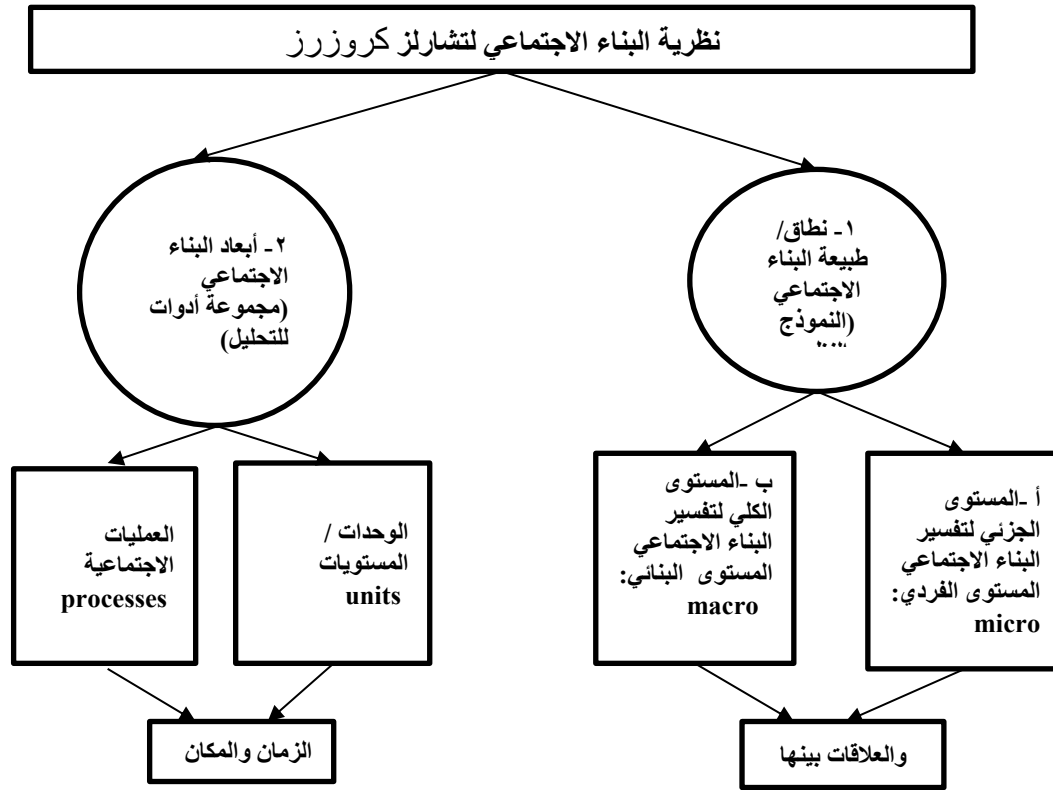 نظرية البناء الاجتماعي لتشارلز كروزرز
١- نطاق/
طبيعة البناء
الاجتماعي
(النموذج
٢- أبعاد البناء
الاجتماعي
(مجموعة أدوات
للتحليل)
أ -المستوى
الجزئي لتفسير
البناء الاجتماعي
المستوى الفردي:
micro
ب -المستوى
الكلي لتفسير
البناء الاجتماعي
المستوى البنائي:
macro
الوحدات /
المستويات
units
العمليات
الاجتماعية
processes
والعلاقات بينها
الزمان والمكان